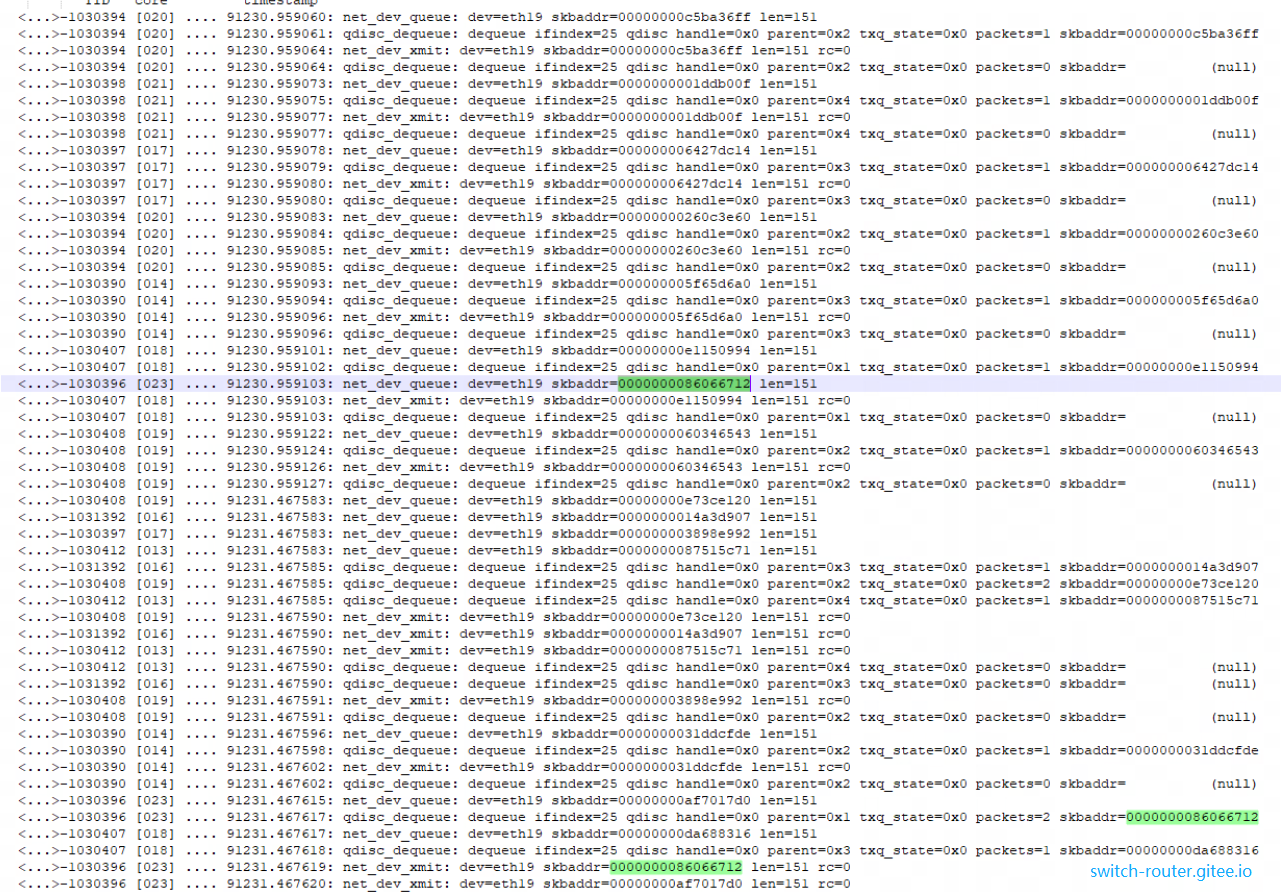 TID core timestamp
<...>-1030394 [020] .... 91230.959060: net_dev_queue: dev=eth19 skbaddr=00000000c5ba36ff len=151
<...>-1030394 [020] .... 91230.959061: qdisc_dequeue: dequeue ifindex=25 qdisc handle=0x0 parent=0x2 txq_state=0x0 packets=1 skbaddr=00000000c5ba36ff
<...>-1030394 [020] .... 91230.959064: net_dev_xmit: dev=eth19 skbaddr=00000000c5ba36ff len=151 rc=0
<...>-1030394 [020] .... 91230.959064: qdisc_dequeue: dequeue ifindex=25 qdisc handle=0x0 parent=0x2 txq_state=0x0 packets=0 skbaddr= (null)
<...>-1030398 [021] .... 91230.959073: net_dev_queue: dev=eth19 skbaddr=0000000001ddb00f len=151
<...>-1030398 [021] .... 91230.959075: qdisc_dequeue: dequeue ifindex=25 qdisc handle=0x0 parent=0x4 txq_state=0x0 packets=1 skbaddr=0000000001ddb00f
<...>-1030398 [021] .... 91230.959077: net_dev_xmit: dev=eth19 skbaddr=0000000001ddb00f len=151 rc=0
<...>-1030398 [021] .... 91230.959077: qdisc_dequeue: dequeue ifindex=25 qdisc handle=0x0 parent=0x4 txq_state=0x0 packets=0 skbaddr= (null)
<...>-1030397 [017] .... 91230.959078: net_dev_queue: dev=eth19 skbaddr=000000006427dc14 len=151
<...>-1030397 [017] .... 91230.959079: qdisc_dequeue: dequeue ifindex=25 qdisc handle=0x0 parent=0x3 txq_state=0x0 packets=1 skbaddr=000000006427dc14
<...>-1030397 [017] .... 91230.959080: net_dev_xmit: dev=eth19 skbaddr=000000006427dc14 len=151 rc=0
<...>-1030397 [017] .... 91230.959080: qdisc_dequeue: dequeue ifindex=25 qdisc handle=0x0 parent=0x3 txq_state=0x0 packets=0 skbaddr= (null)
<...>-1030394 [020] .... 91230.959083: net_dev_queue: dev=eth19 skbaddr=00000000260c3e60 len=151
<...>-1030394 [020] .... 91230.959084: qdisc_dequeue: dequeue ifindex=25 qdisc handle=0x0 parent=0x2 txq_state=0x0 packets=1 skbaddr=00000000260c3e60
<...>-1030394 [020] .... 91230.959085: net_dev_xmit: dev=eth19 skbaddr=00000000260c3e60 len=151 rc=0
<...>-1030394 [020] .... 91230.959085: qdisc_dequeue: dequeue ifindex=25 qdisc handle=0x0 parent=0x2 txq_state=0x0 packets=0 skbaddr= (null)
<...>-1030390 [014] .... 91230.959093: net_dev_queue: dev=eth19 skbaddr=000000005f65d6a0 len=151
<...>-1030390 [014] .... 91230.959094: qdisc_dequeue: dequeue ifindex=25 qdisc handle=0x0 parent=0x3 txq_state=0x0 packets=1 skbaddr=000000005f65d6a0
<...>-1030390 [014] .... 91230.959096: net_dev_xmit: dev=eth19 skbaddr=000000005f65d6a0 len=151 rc=0
<...>-1030390 [014] .... 91230.959096: qdisc_dequeue: dequeue ifindex=25 qdisc handle=0x0 parent=0x3 txq_state=0x0 packets=0 skbaddr= (null)
<...>-1030407 [018] .... 91230.959101: net_dev_queue: dev=eth19 skbaddr=00000000e1150994 len=151
<...>-1030407 [018] .... 91230.959102: qdisc_dequeue: dequeue ifindex=25 qdisc handle=0x0 parent=0x1 txq_state=0x0 packets=1 skbaddr=00000000e1150994
<...>-1030396 [023] .... 91230.959103: net_dev_queue: dev=eth19 skbaddr=0000000086066712 len=151
<...>-1030407 [018] .... 91230.959103: net_dev_xmit: dev=eth19 skbaddr=00000000e1150994 len=151 rc=0
<...>-1030407 [018] .... 91230.959103: qdisc_dequeue: dequeue ifindex=25 qdisc handle=0x0 parent=0x1 txq_state=0x0 packets=0 skbaddr= (null)
<...>-1030408 [019] .... 91230.959122: net_dev_queue: dev=eth19 skbaddr=0000000060346543 len=151
<...>-1030408 [019] .... 91230.959124: qdisc_dequeue: dequeue ifindex=25 qdisc handle=0x0 parent=0x2 txq_state=0x0 packets=1 skbaddr=0000000060346543
<...>-1030408 [019] .... 91230.959126: net_dev_xmit: dev=eth19 skbaddr=0000000060346543 len=151 rc=0
<...>-1030408 [019] .... 91230.959127: qdisc_dequeue: dequeue ifindex=25 qdisc handle=0x0 parent=0x2 txq_state=0x0 packets=0 skbaddr= (null)
<...>-1030408 [019] .... 91231.467583: net_dev_queue: dev=eth19 skbaddr=00000000e73ce120 len=151
<...>-1031392 [016] .... 91231.467583: net_dev_queue: dev=eth19 skbaddr=0000000014a3d907 len=151
<...>-1030397 [017] .... 91231.467583: net_dev_queue: dev=eth19 skbaddr=000000003898e992 len=151
<...>-1030412 [013] .... 91231.467583: net_dev_queue: dev=eth19 skbaddr=0000000087515c71 len=151
<...>-1031392 [016] .... 91231.467585: qdisc_dequeue: dequeue ifindex=25 qdisc handle=0x0 parent=0x3 txq_state=0x0 packets=1 skbaddr=0000000014a3d907
<...>-1030408 [019] .... 91231.467585: qdisc_dequeue: dequeue ifindex=25 qdisc handle=0x0 parent=0x2 txq_state=0x0 packets=2 skbaddr=00000000e73ce120
<...>-1030412 [013] .... 91231.467585: qdisc_dequeue: dequeue ifindex=25 qdisc handle=0x0 parent=0x4 txq_state=0x0 packets=1 skbaddr=0000000087515c71
<...>-1030408 [019] .... 91231.467590: net_dev_xmit: dev=eth19 skbaddr=00000000e73ce120 len=151 rc=0
<...>-1031392 [016] .... 91231.467590: net_dev_xmit: dev=eth19 skbaddr=0000000014a3d907 len=151 rc=0
<...>-1030412 [013] .... 91231.467590: net_dev_xmit: dev=eth19 skbaddr=0000000087515c71 len=151 rc=0
<...>-1030412 [013] .... 91231.467590: qdisc_dequeue: dequeue ifindex=25 qdisc handle=0x0 parent=0x4 txq_state=0x0 packets=0 skbaddr= (null)
<...>-1031392 [016] .... 91231.467590: qdisc_dequeue: dequeue ifindex=25 qdisc handle=0x0 parent=0x3 txq_state=0x0 packets=0 skbaddr= (null)
<...>-1030408 [019] .... 91231.467591: net_dev_xmit: dev=eth19 skbaddr=000000003898e992 len=151 rc=0
<...>-1030408 [019] .... 91231.467591: qdisc_dequeue: dequeue ifindex=25 qdisc handle=0x0 parent=0x2 txq_state=0x0 packets=0 skbaddr= (null)
<...>-1030390 [014] .... 91231.467596: net_dev_queue: dev=eth19 skbaddr=0000000031ddcfde len=151
<...>-1030390 [014] .... 91231.467598: qdisc_dequeue: dequeue ifindex=25 qdisc handle=0x0 parent=0x2 txq_state=0x0 packets=1 skbaddr=0000000031ddcfde
<...>-1030390 [014] .... 91231.467602: net_dev_xmit: dev=eth19 skbaddr=0000000031ddcfde len=151 rc=0
<...>-1030390 [014] .... 91231.467602: qdisc_dequeue: dequeue ifindex=25 qdisc handle=0x0 parent=0x2 txq_state=0x0 packets=0 skbaddr= (null)
<...>-1030396 [023] .... 91231.467615: net_dev_queue: dev=eth19 skbaddr=00000000af7017d0 len=151
<...>-1030396 [023] .... 91231.467617: qdisc_dequeue: dequeue ifindex=25 qdisc handle=0x0 parent=0x1 txq_state=0x0 packets=2 skbaddr=0000000086066712
<...>-1030407 [018] .... 91231.467617: net_dev_queue: dev=eth19 skbaddr=00000000da688316 len=151
<...>-1030407 [018] .... 91231.467618: qdisc_dequeue: dequeue ifindex=25 qdisc handle=0x0 parent=0x3 txq_state=0x0 packets=1 skbaddr=00000000da688316
<...>-1030396 [023] .... 91231.467619: net_dev_xmit: dev=eth19 skbaddr=0000000086066712 len=151 rc=0
<...>-1030396 [023] .... 91231.467620: net_dev_xmit: dev=eth19 skbaddr=00000000af7017d0 len=151 rc=0
switch-router.gitee.io